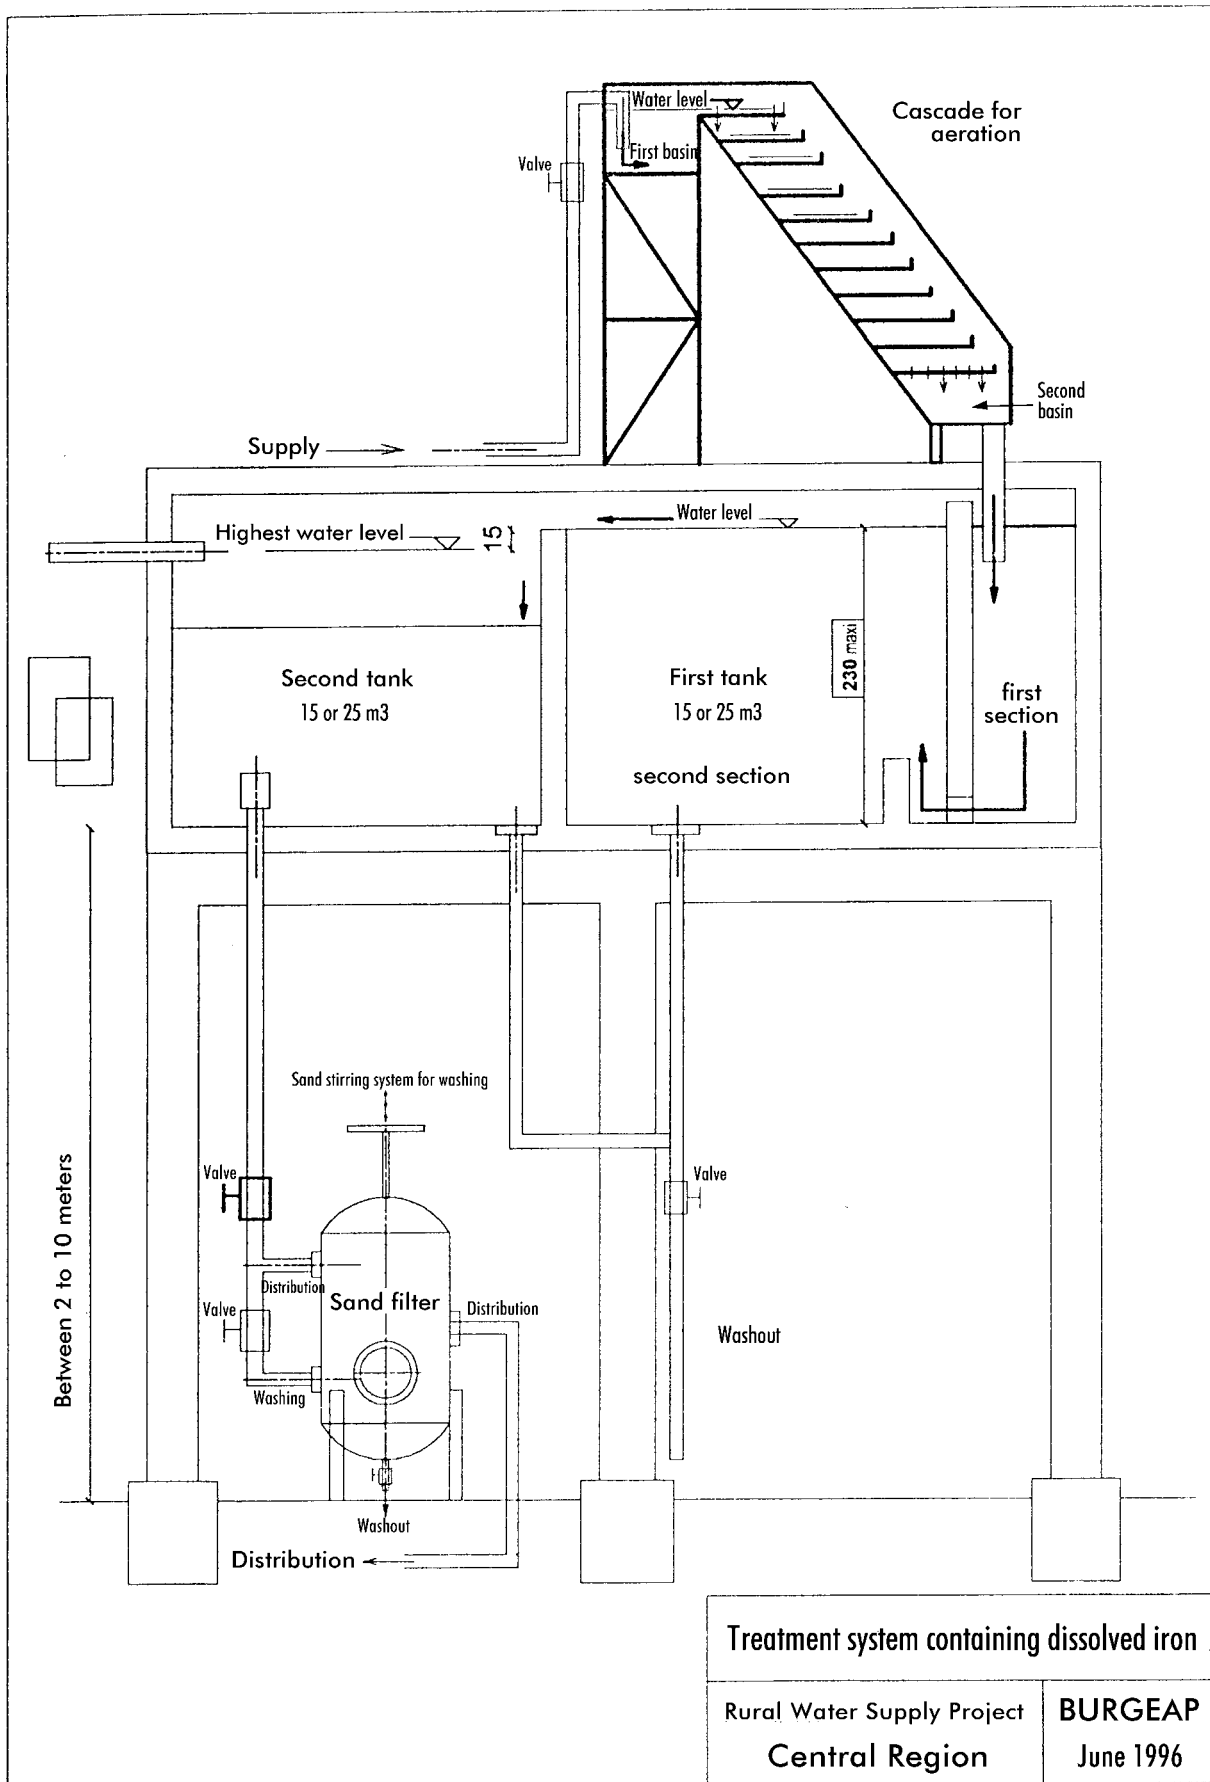 Water level
Cascade for
aeration
First basin
Valve
Second
basin
Supply
Water level
Highest water level
15
230 maxi
Second tank
15 or 25 m3
First tank
15 or 25 m3
first
section
second section
Sand stirring system for washing
Between 2 to 10 meters
Valve
Valve
Distribution
Sand filter
Distribution
Valve
Washing
Washout
Washout
Distribution
Treatment system containing dissolved iron
Rural Water Supply Project
Central Region
BURGEAP
June 1996